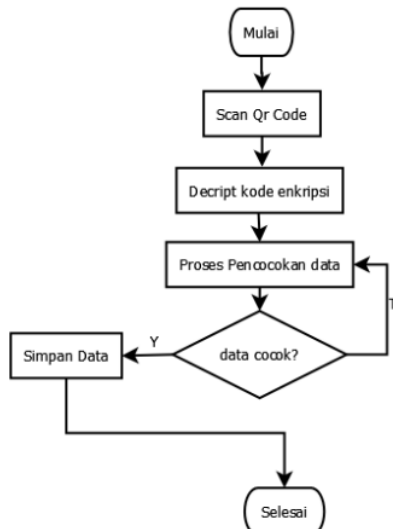 Mulai
Scan Qr Code
Decript kode enkripsi
Proses Pencocokan data
T
data cocok?
Y
Simpan Data
Selesai